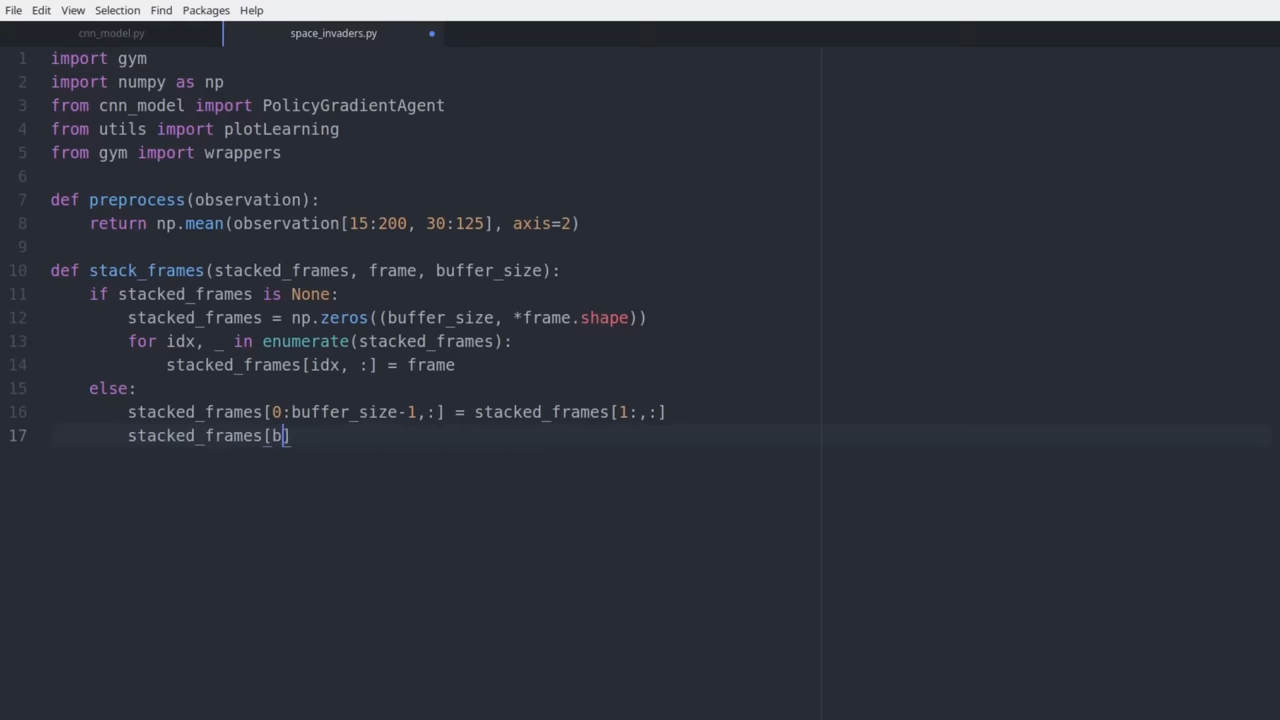 File Edit View Selection Find Packages Help
cnn_model.py space_invaders.py
1 import gym
2 import numpy as np
3 from cnn_model import PolicyGradientAgent
4 from utils import plotLearning
5 from gym import wrappers
6
7 def preprocess(observation):
8     return np.mean(observation[15:200, 30:125], axis=2)
9
10 def stack_frames(stacked_frames, frame, buffer_size):
11     if stacked_frames is None:
12         stacked_frames = np.zeros((buffer_size, *frame.shape))
13         for idx, _ in enumerate(stacked_frames):
14             stacked_frames[idx, :] = frame
15     else:
16         stacked_frames[0:buffer_size-1,:] = stacked_frames[1:,:]
17         stacked_frames[b]